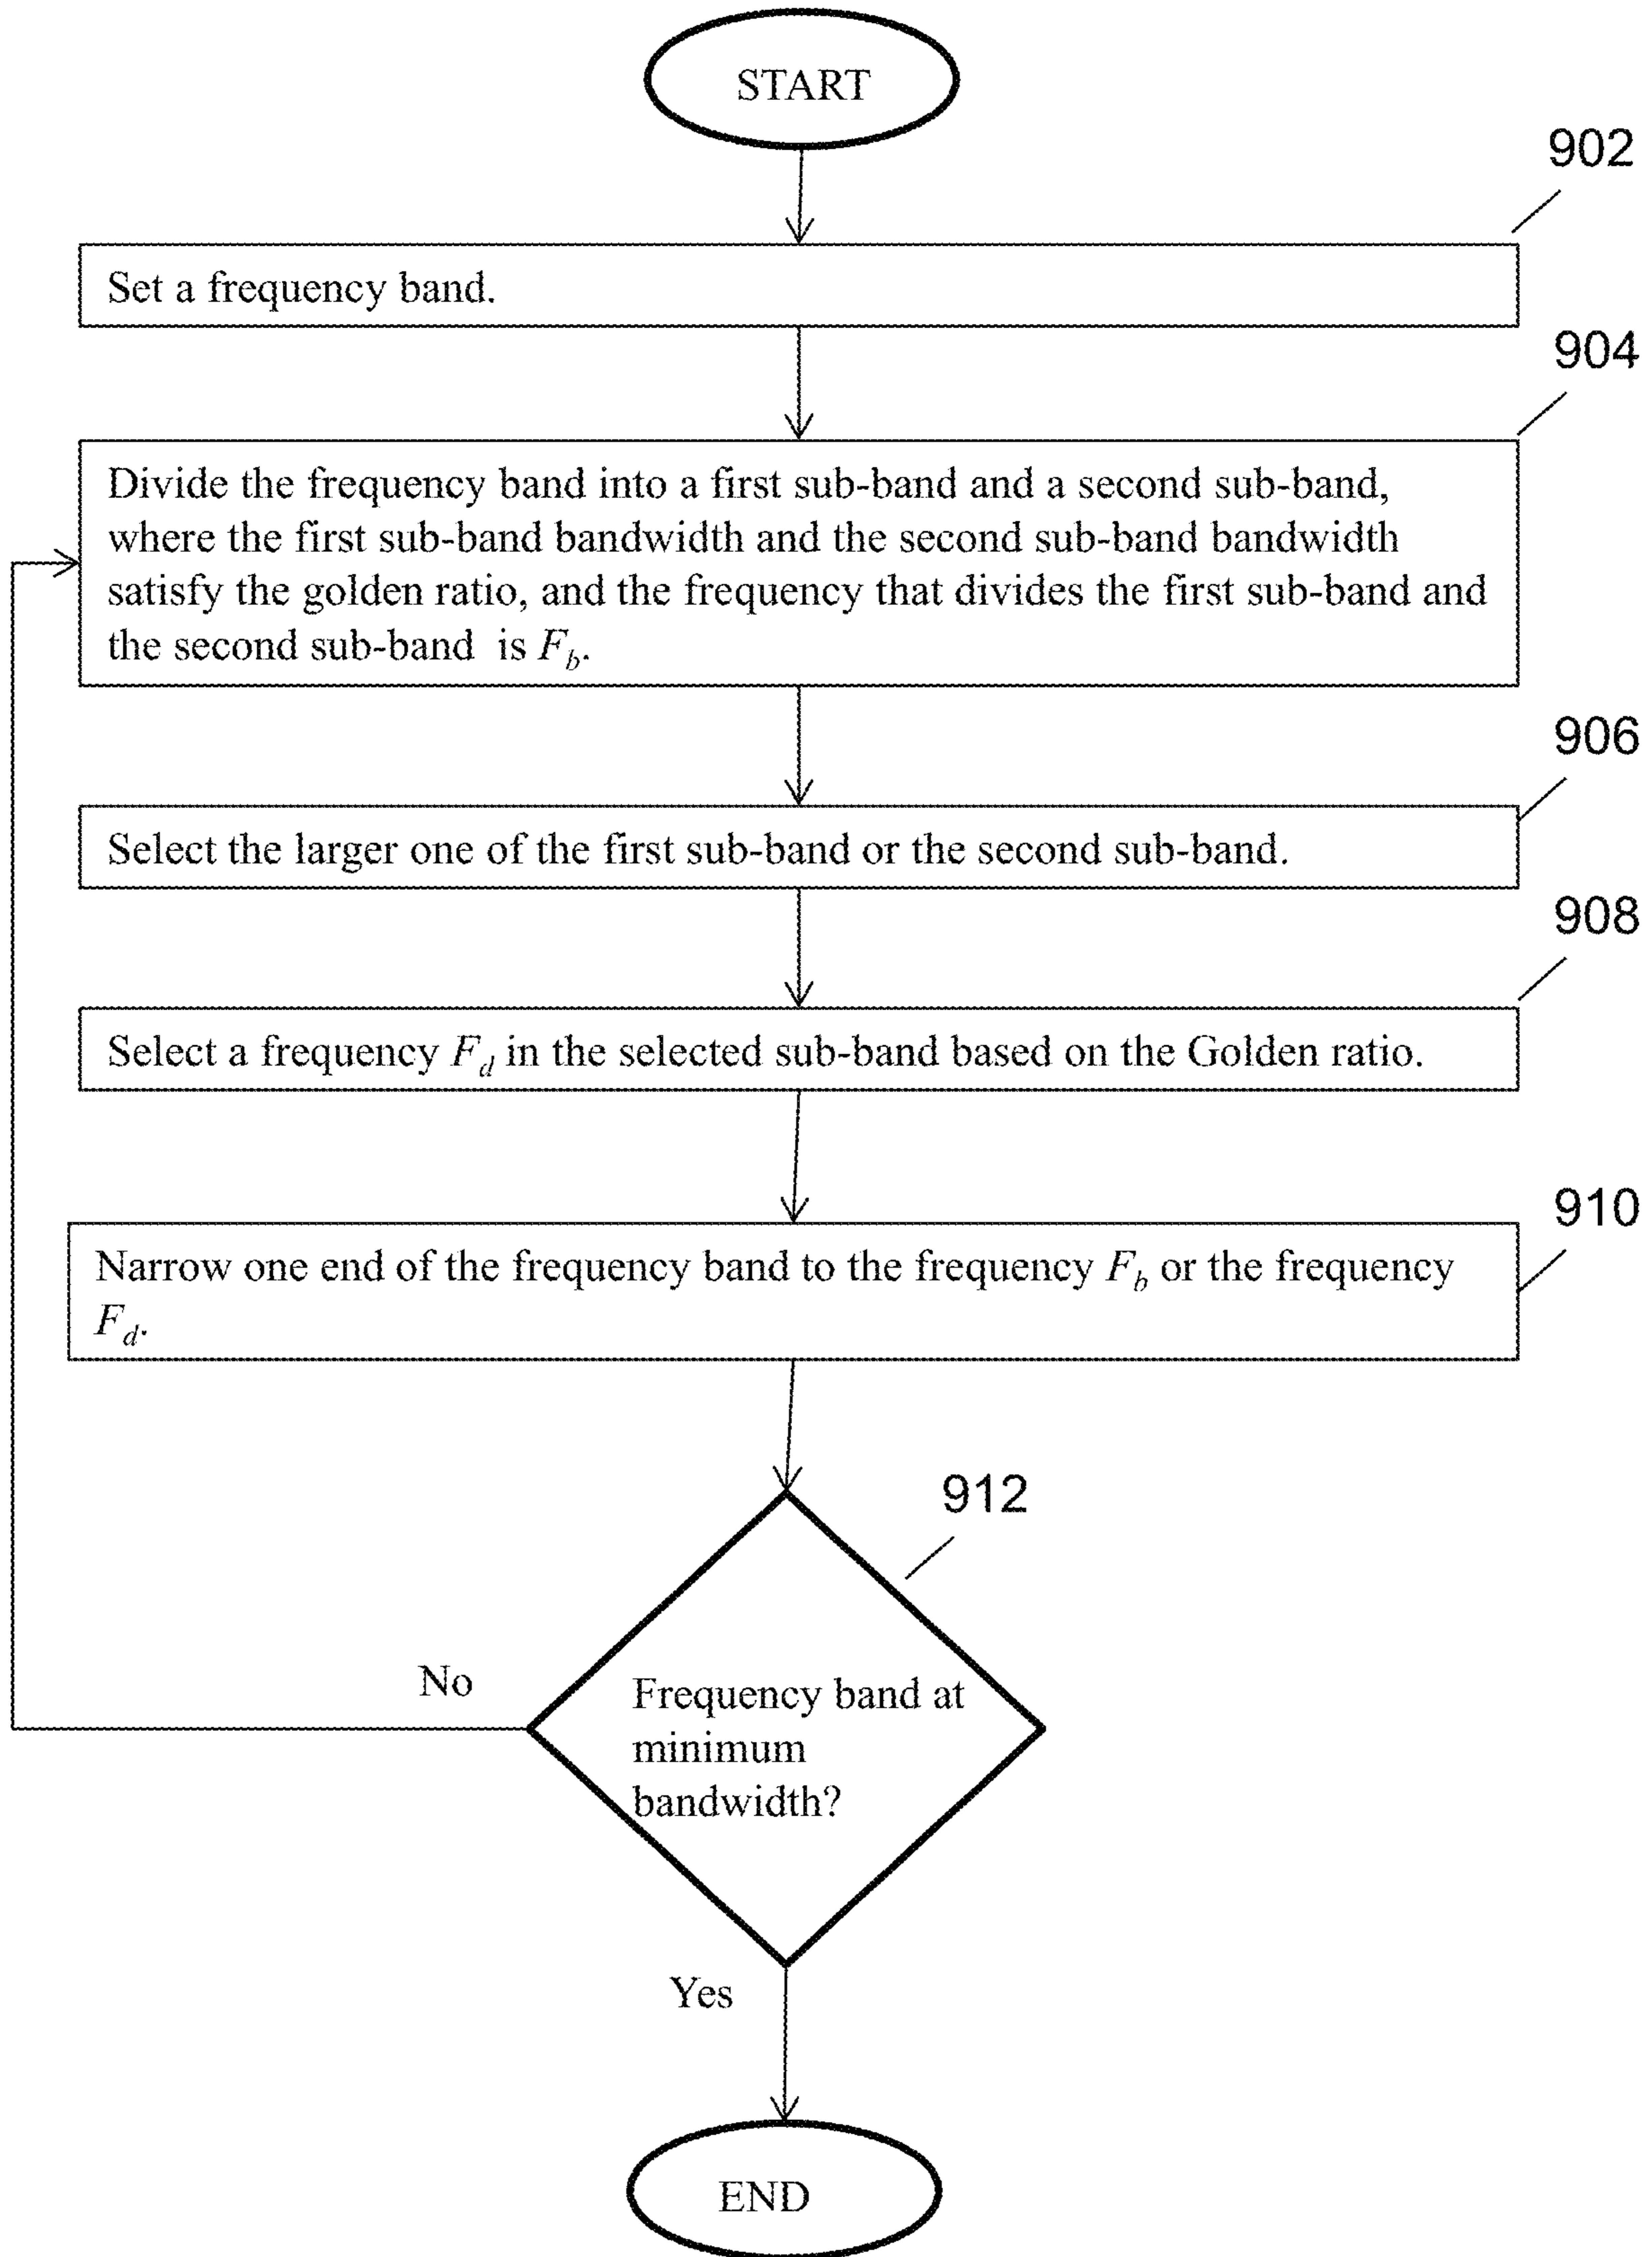 START
902
Set a frequency band.
904
Divide the frequency band into a first sub-band and a second sub-band,
where the first sub-band bandwidth and the second sub-band bandwidth
satisfy the golden ratio, and the frequency that divides the first sub-band and
the second sub-band is F_b.
906
Select the larger one of the first sub-band or the second sub-band.
908
Select a frequency F_d in the selected sub-band based on the Golden ratio.
910
Narrow one end of the frequency band to the frequency F_b or the frequency
F_d.
912
No
Frequency band at
minimum
bandwidth?
Yes
END